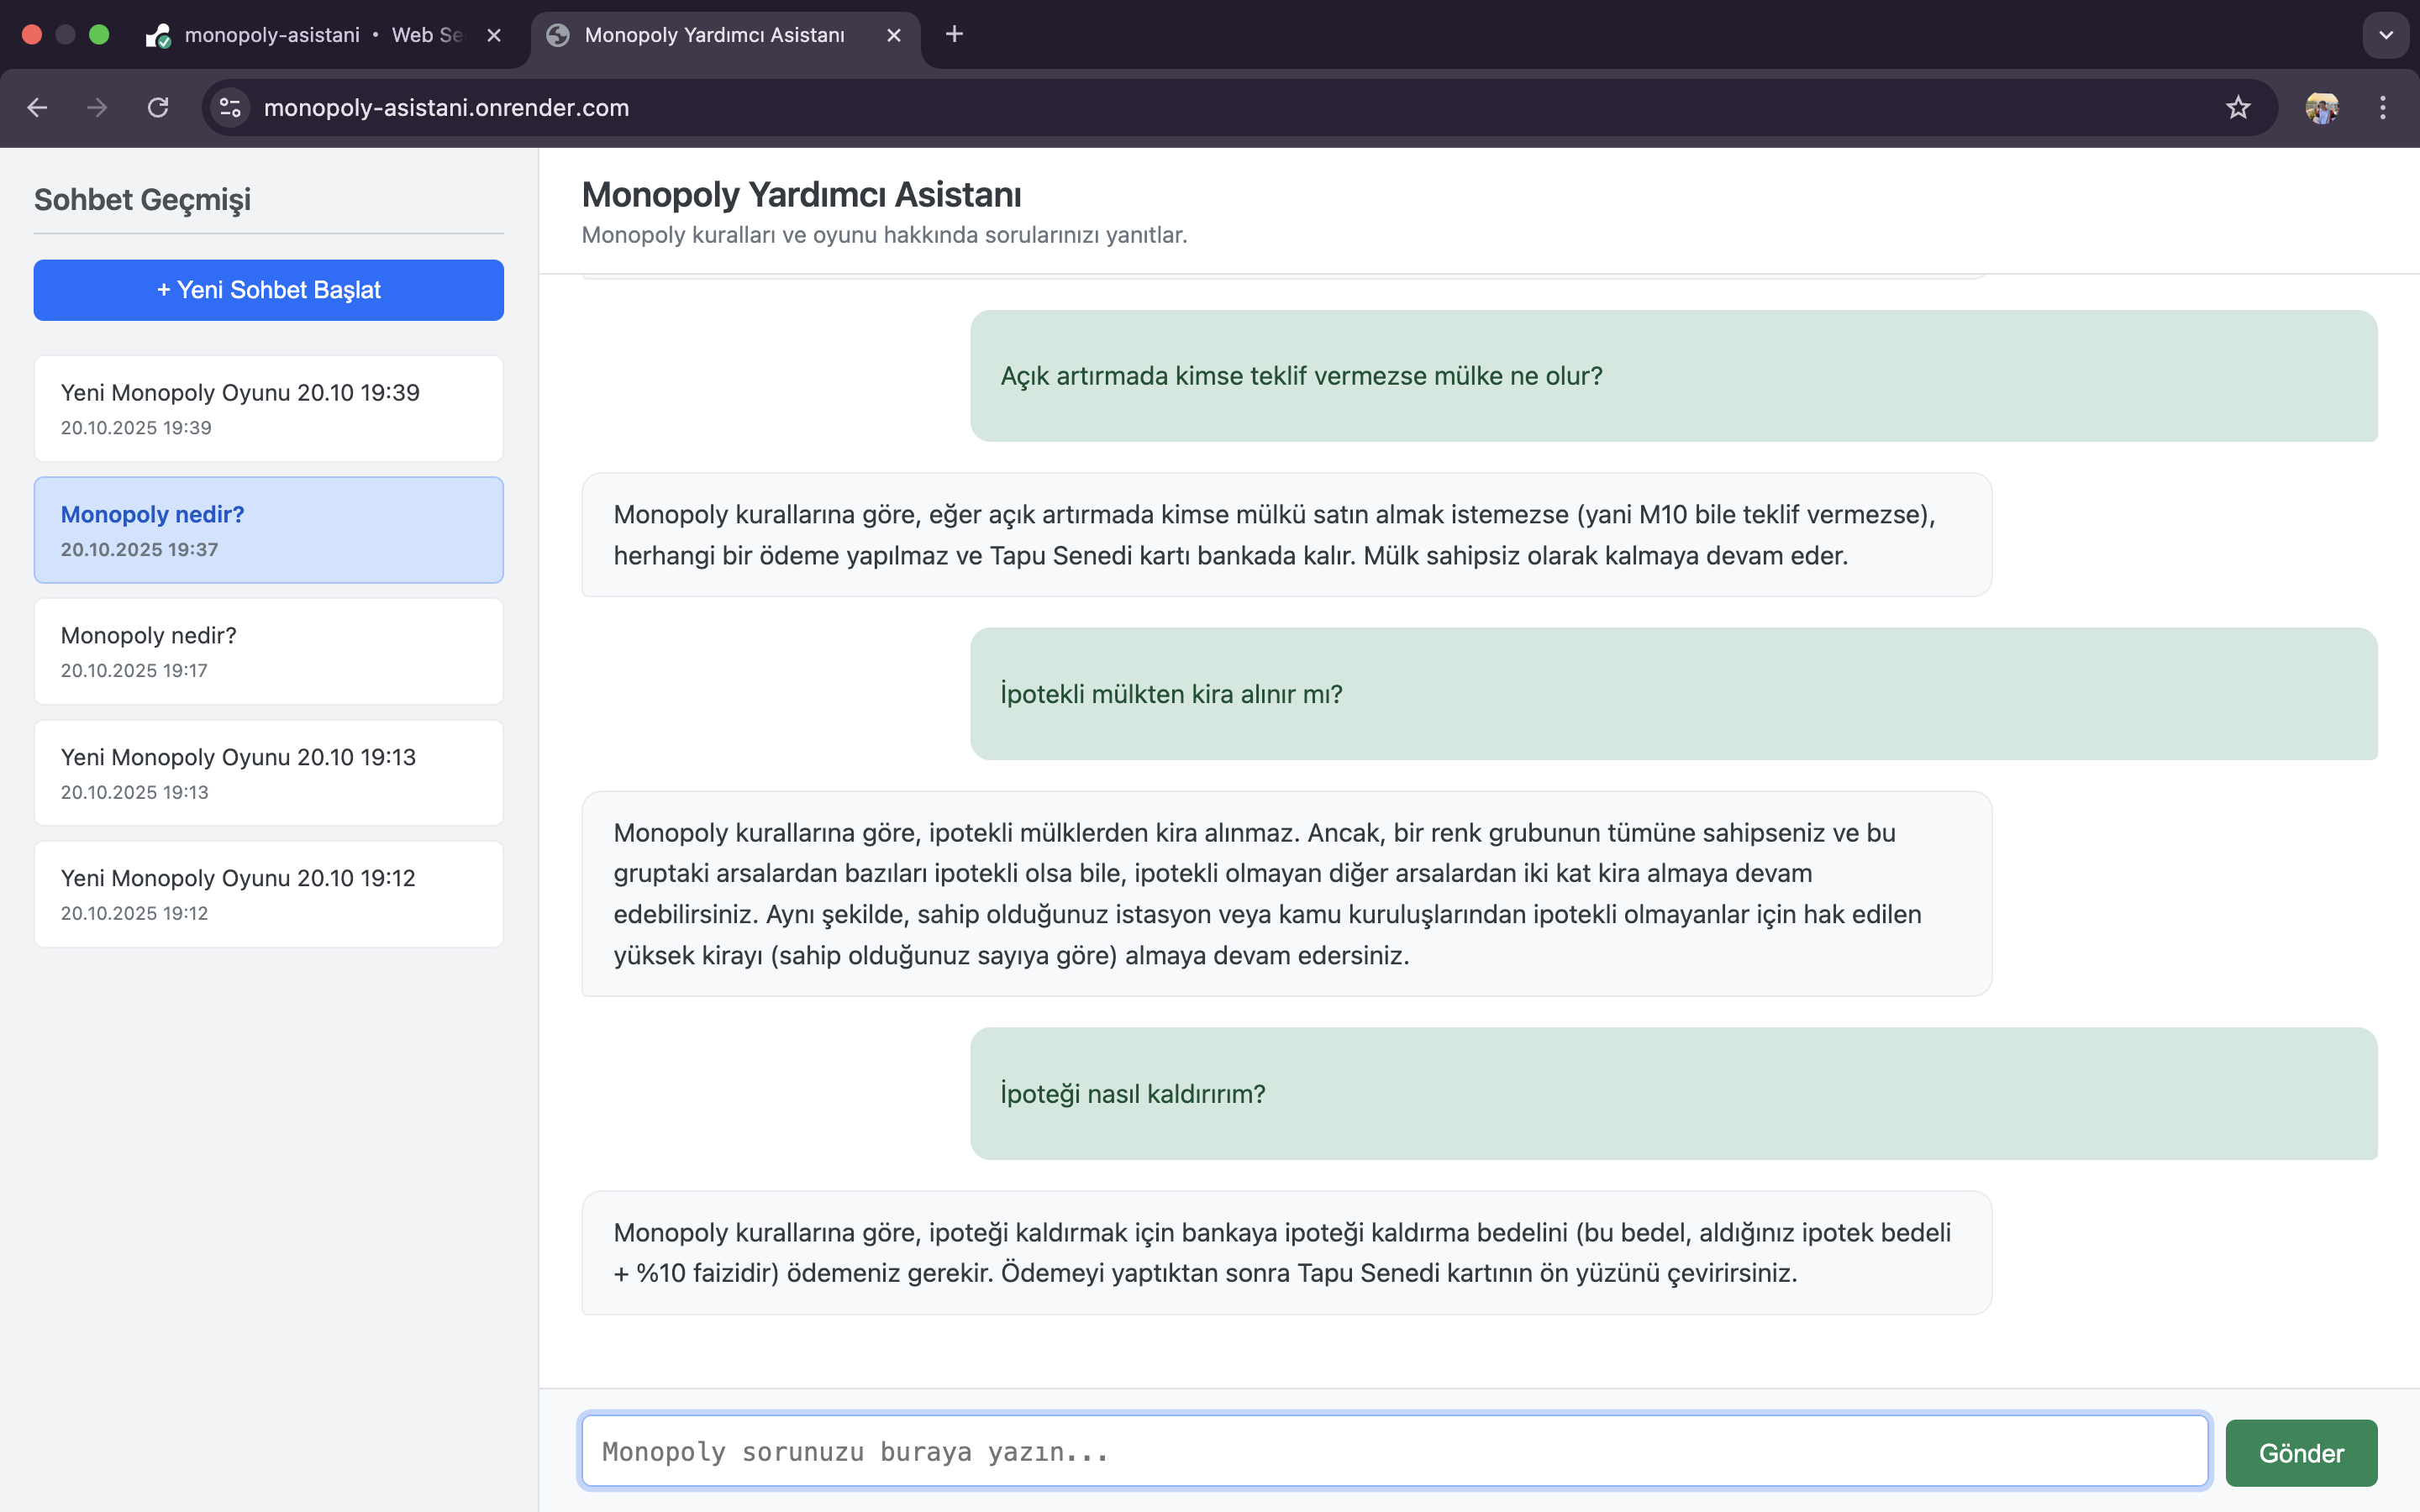 monopoly-asistani • Web Se
Monopoly Yardımcı Asistanı
monopoly-asistani.onrender.com
Sohbet Geçmişi
+ Yeni Sohbet Başlat
Yeni Monopoly Oyunu 20.10 19:39
20.10.2025 19:39
Monopoly nedir?
20.10.2025 19:37
Monopoly nedir?
20.10.2025 19:17
Yeni Monopoly Oyunu 20.10 19:13
20.10.2025 19:13
Yeni Monopoly Oyunu 20.10 19:12
20.10.2025 19:12
Monopoly Yardımcı Asistanı
Monopoly kuralları ve oyunu hakkında sorularınızı yanıtlar.
Açık artırmada kimse teklif vermezse mülke ne olur?
Monopoly kurallarına göre, eğer açık artırmada kimse mülkü satın almak istemezse (yani M10 bile teklif vermezse),
herhangi bir ödeme yapılmaz ve Tapu Senedi kartı bankada kalır. Mülk sahipsiz olarak kalmaya devam eder.
İpotekli mülkten kira alınır mı?
Monopoly kurallarına göre, ipotekli mülklerden kira alınmaz. Ancak, bir renk grubunun tümüne sahipseniz ve bu
gruptaki arsalardan bazıları ipotekli olsa bile, ipotekli olmayan diğer arsalardan iki kat kira almaya devam
edebilirsiniz. Aynı şekilde, sahip olduğunuz istasyon veya kamu kuruluşlarından ipotekli olmayanlar için hak edilen
yüksek kirayı (sahip olduğunuz sayıya göre) almaya devam edersiniz.
İpoteği nasıl kaldırırım?
Monopoly kurallarına göre, ipoteği kaldırmak için bankaya ipoteği kaldırma bedelini (bu bedel, aldığınız ipotek bedeli
+ %10 faizidir) ödemeniz gerekir. Ödemeyi yaptıktan sonra Tapu Senedi kartının ön yüzünü çevirirsiniz.
Monopoly sorunuzu buraya yazın...
Gönder